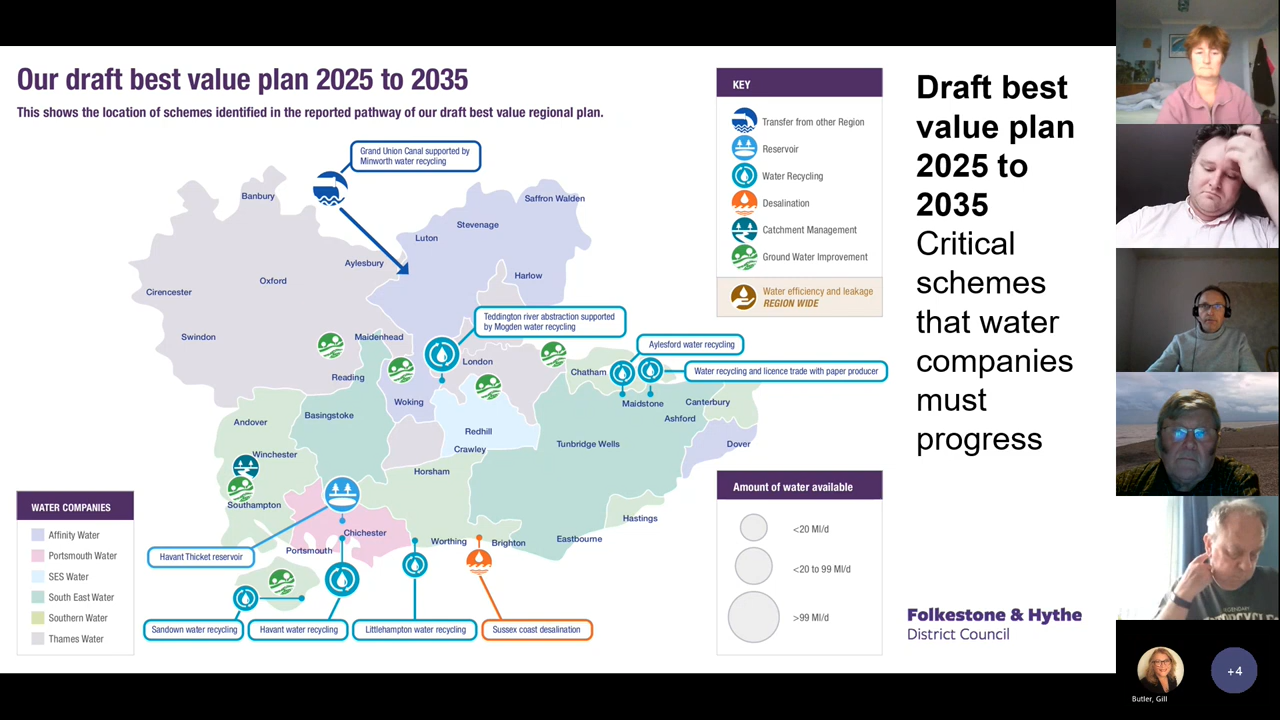 Our draft best value plan 2025 to 2035
This shows the location of schemes identified in the reported pathway of our draft best value regional plan.
Grand Union Canal supported by
Minworth water recycling
Banbury
Saffron Walden
Stevenage
Luton
Aylesbury
Harlow
Oxford
Cirencester
Swindon
Maidenhead
Teddington river abstraction supported
by Mogden water recycling
London
Aylesford water recycling
Chatham
Water recycling and licence trade with paper producer
Reading
Woking
Maidstone
Canterbury
Basingstoke
Ashford
Andover
Redhill
Tunbridge Wells
Dover
Crawley
Winchester
Horsham
Southampton
Hastings
Chichester
Worthing
Brighton
Eastbourne
Portsmouth
Havant Thicket reservoir
Sandown water recycling
Havant water recycling
Littlehampton water recycling
Sussex coast desalination
WATER COMPANIES
Affinity Water
Portsmouth Water
SES Water
South East Water
Southern Water
Thames Water
KEY
Transfer from other Region
Reservoir
Water Recycling
Desalination
Catchment Management
Ground Water Improvement
Water efficiency and leakage
REGION WIDE
Amount of water available
<20 Ml/d
<20 to 99 Ml/d
>99 Ml/d
Draft best
value plan
2025 to
2035
Critical
schemes
that water
companies
must
progress
Folkestone & Hythe
District Council
Butler, Gill
+4